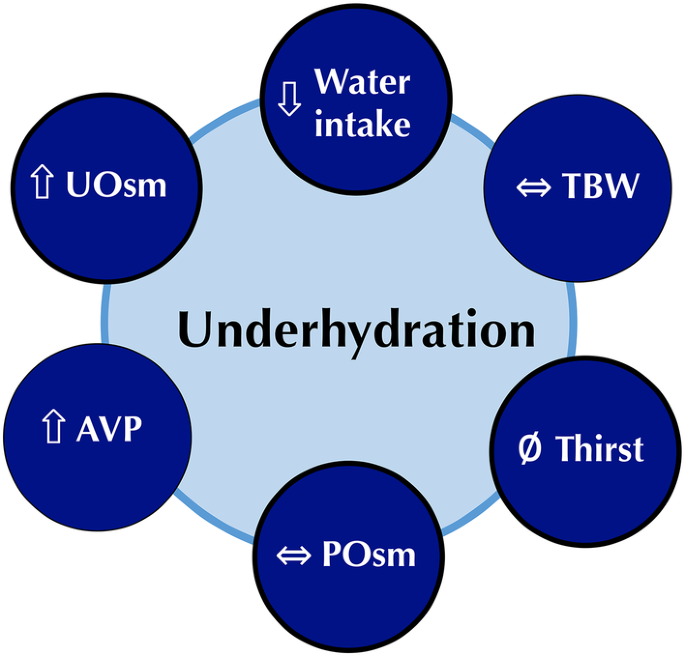 ⇩ Water
intake
⇧ UOsm
⇔ TBW
Underhydration
⇧ AVP
Ø Thirst
⇔ POsm